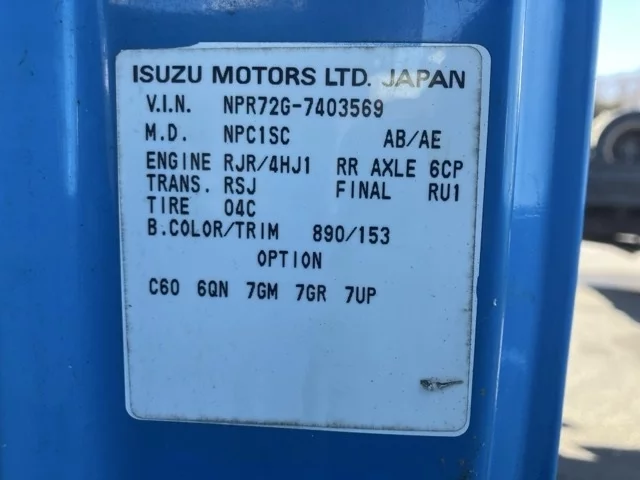 ISUZU MOTORS LTD. JAPAN
V.I.N. NPR72G-7403569
M.D. NPC1SC AB/AE
ENGINE RJR/4HJ1 RR AXLE 6CP
TRANS. RSJ FINAL RU1
TIRE 04C
B.COLOR/TRIM 890/153
OPTION
C60 6QN 7GM 7GR 7UP